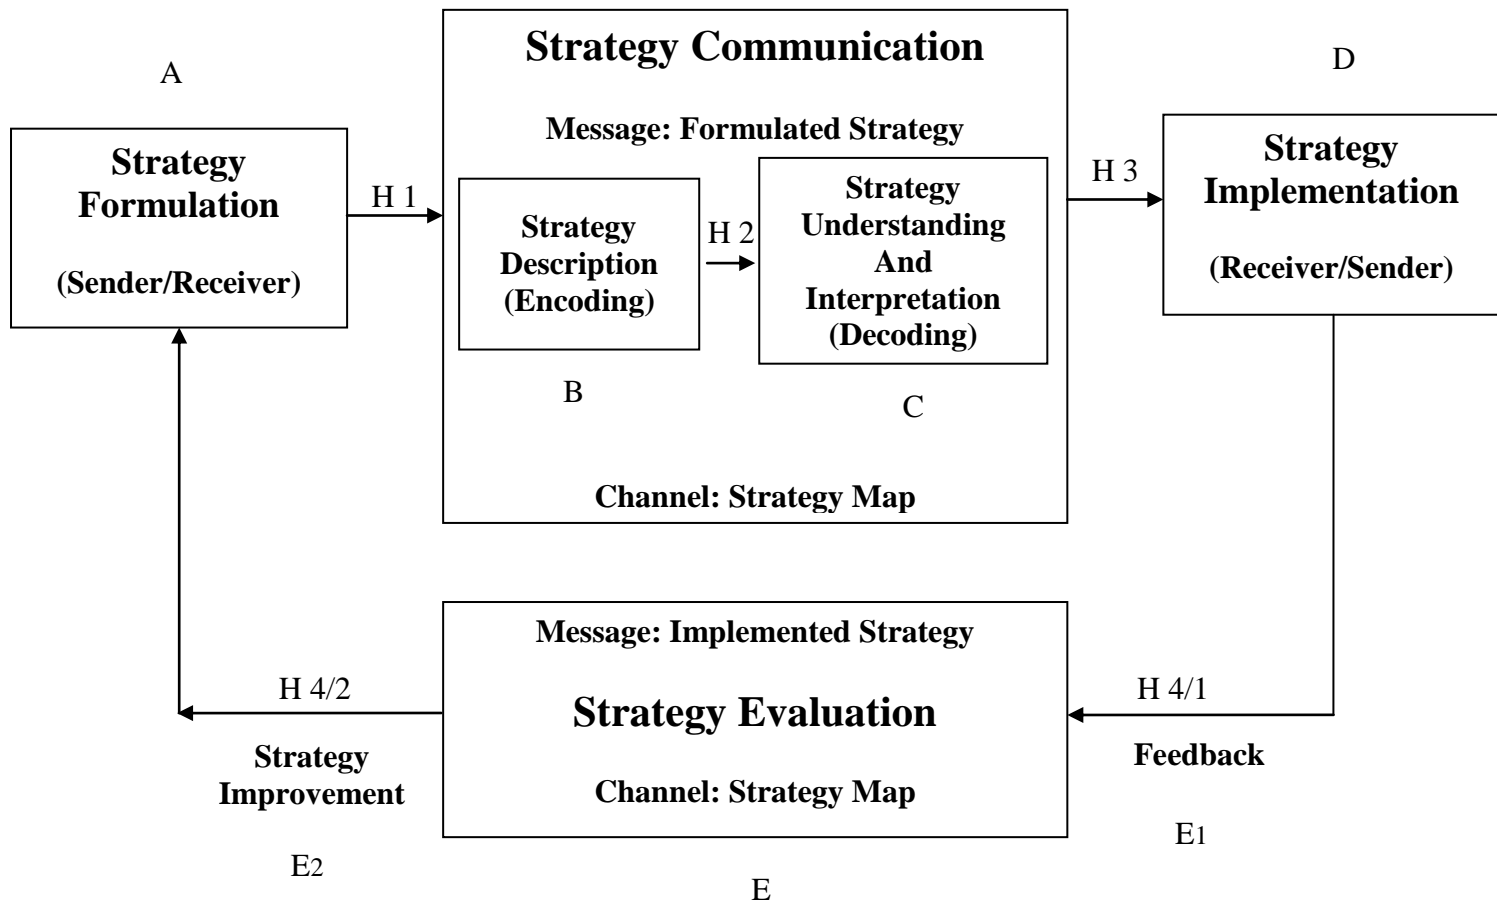 A
Strategy
Formulation
(Sender/Receiver)
H 1
Strategy Communication
Message: Formulated Strategy
Strategy
Description
(Encoding)
B
H 2
Strategy
Understanding
And
Interpretation
(Decoding)
C
Channel: Strategy Map
H 3
D
Strategy
Implementation
(Receiver/Sender)
H 4/1
Feedback
E1
Message: Implemented Strategy
Strategy Evaluation
Channel: Strategy Map
E
H 4/2
Strategy
Improvement
E2